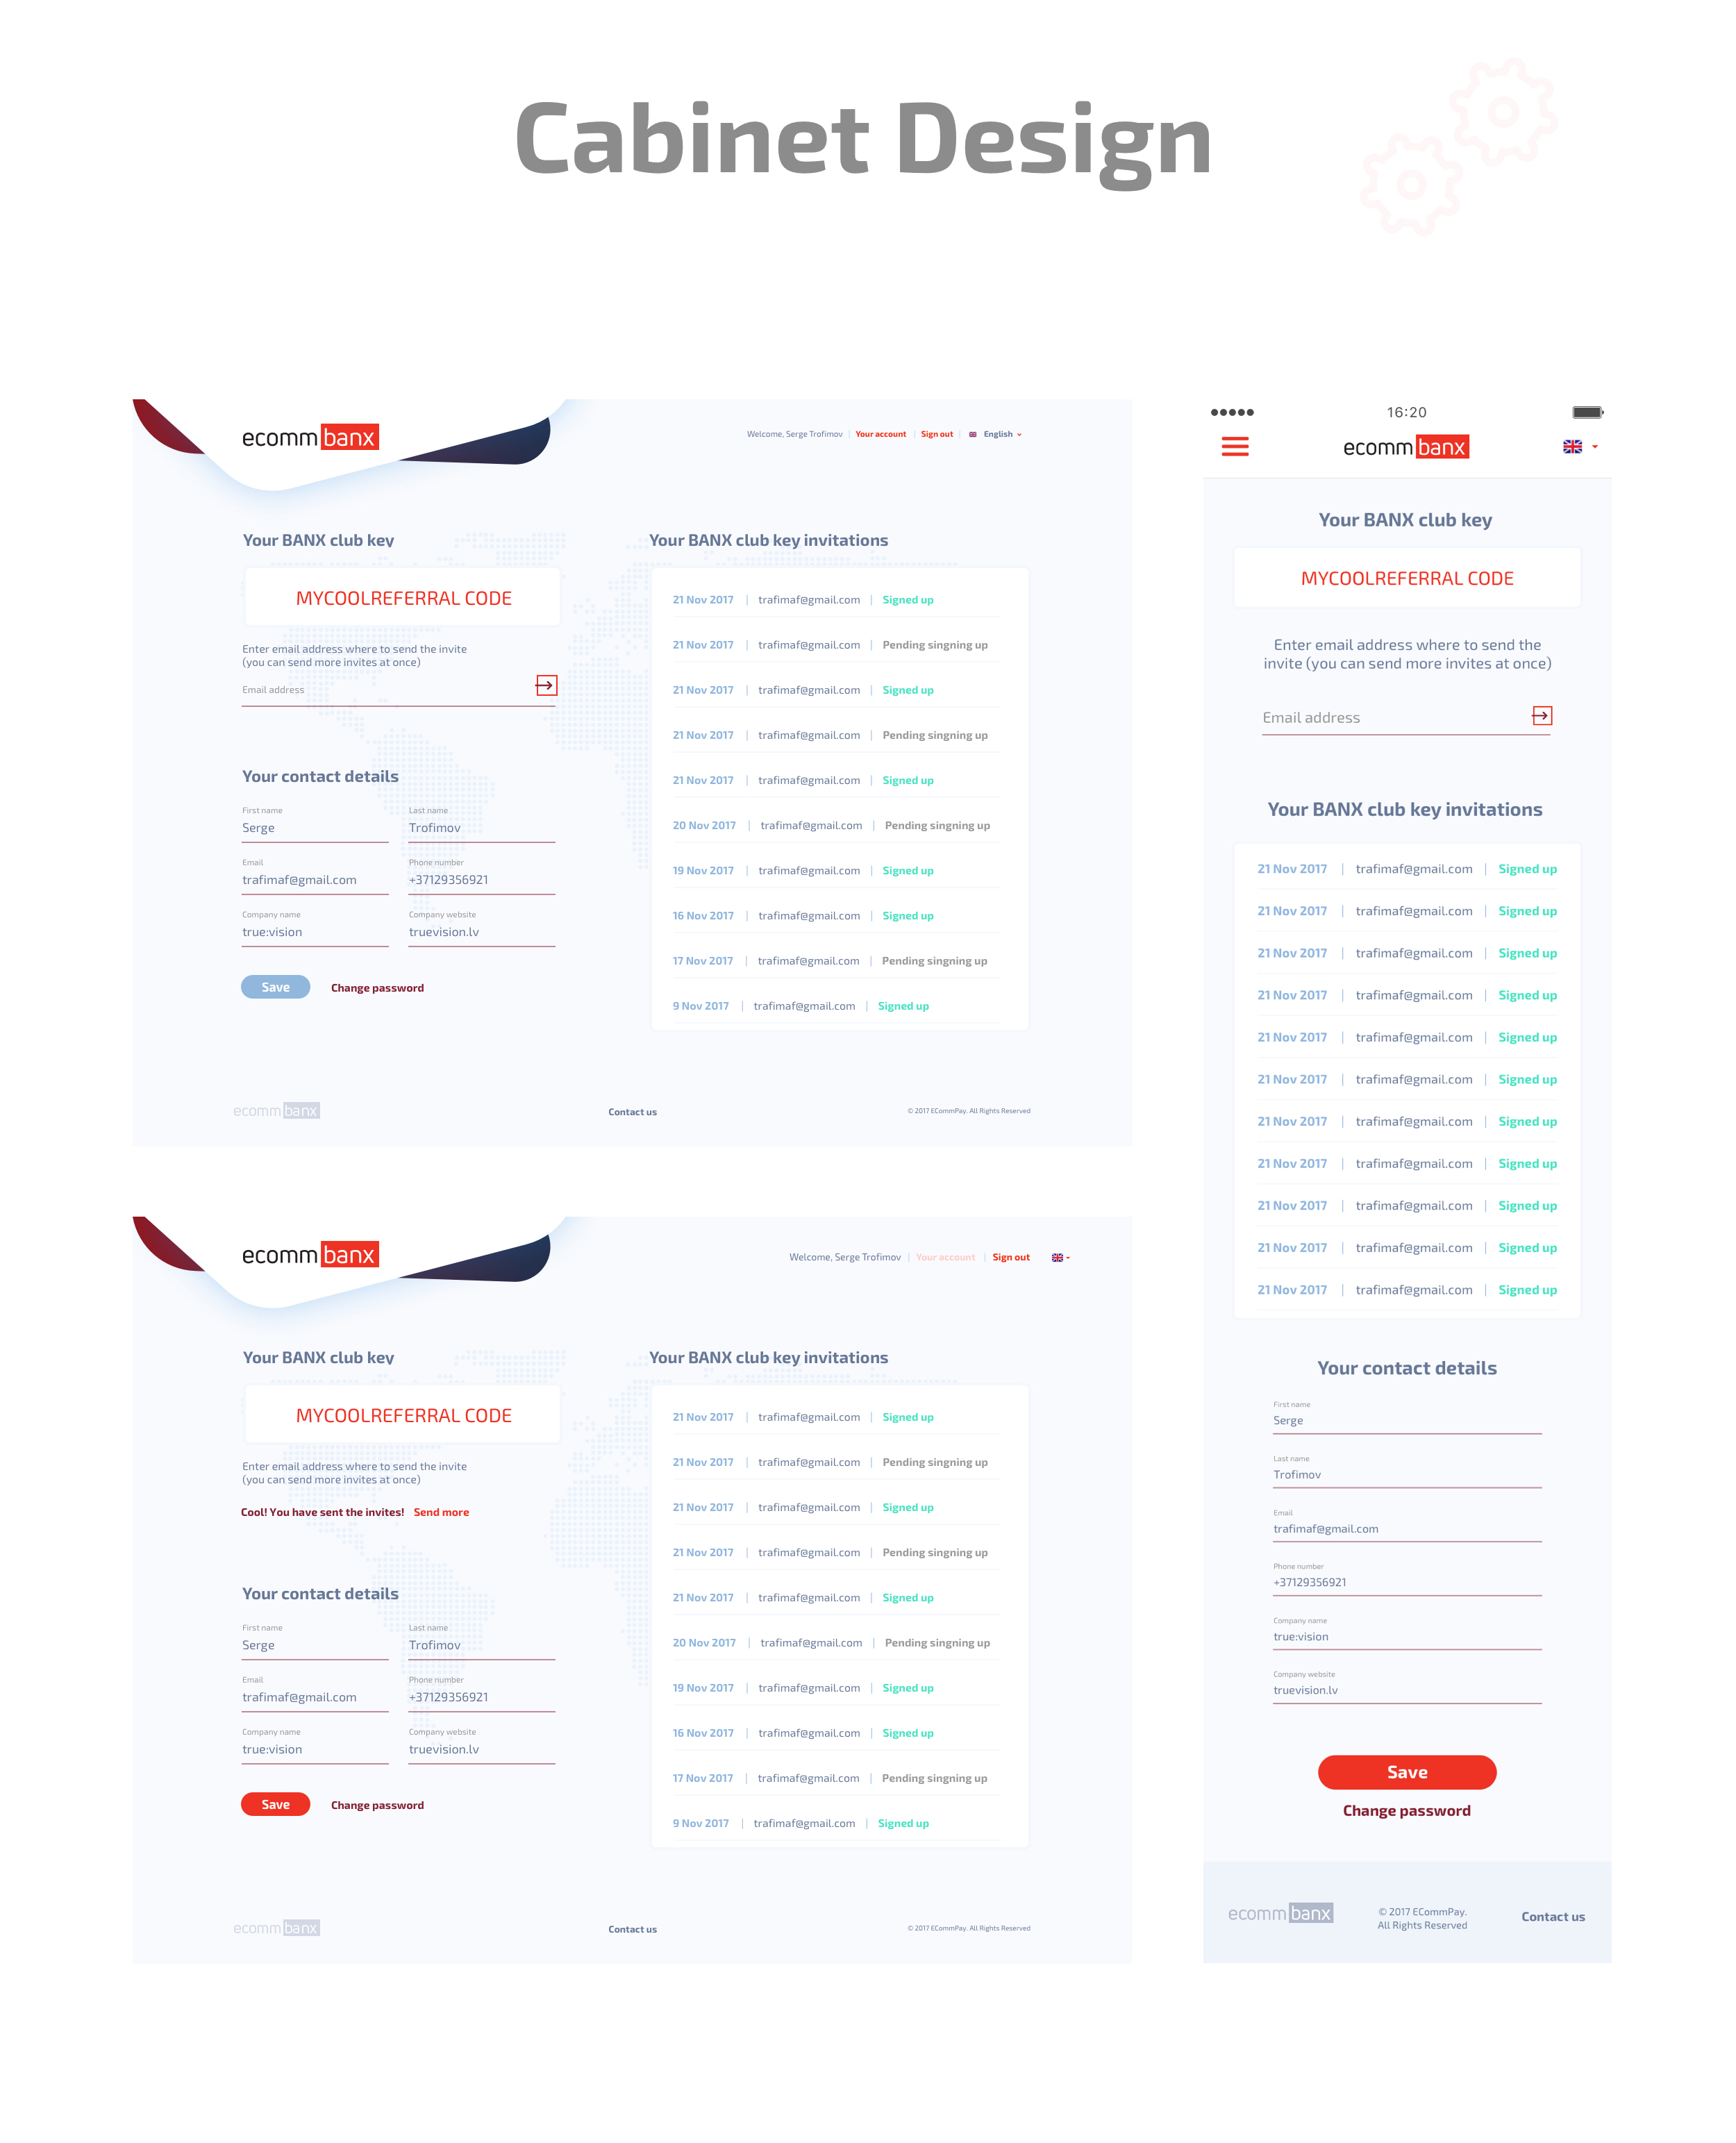 Cabinet Design
ecommbanx
Welcome, Serge Trofimov | Your account | Sign out | English
Your BANX club key
MYCOOLREFERRAL CODE
Enter email address where to send the invite
(you can send more invites at once)
Email address
Your contact details
First name
Serge
Last name
Trofimov
Email
trafimaf@gmail.com
Phone number
+37129356921
Company name
true:vision
Company website
truevision.lv
Save
Change password
Your BANX club key invitations
21 Nov 2017 | trafimaf@gmail.com | Signed up
21 Nov 2017 | trafimaf@gmail.com | Pending singning up
21 Nov 2017 | trafimaf@gmail.com | Signed up
21 Nov 2017 | trafimaf@gmail.com | Pending singning up
21 Nov 2017 | trafimaf@gmail.com | Signed up
20 Nov 2017 | trafimaf@gmail.com | Pending singning up
19 Nov 2017 | trafimaf@gmail.com | Signed up
16 Nov 2017 | trafimaf@gmail.com | Signed up
17 Nov 2017 | trafimaf@gmail.com | Pending singning up
9 Nov 2017 | trafimaf@gmail.com | Signed up
ecommbanx
Contact us
© 2017 ECommPay. All Rights Reserved
ecommbanx
Welcome, Serge Trofimov | Your account | Sign out
Your BANX club key
MYCOOLREFERRAL CODE
Enter email address where to send the invite
(you can send more invites at once)
Cool! You have sent the invites! Send more
Your contact details
First name
Serge
Last name
Trofimov
Email
trafimaf@gmail.com
Phone number
+37129356921
Company name
true:vision
Company website
truevision.lv
Save
Change password
Your BANX club key invitations
21 Nov 2017 | trafimaf@gmail.com | Signed up
21 Nov 2017 | trafimaf@gmail.com | Pending singning up
21 Nov 2017 | trafimaf@gmail.com | Signed up
21 Nov 2017 | trafimaf@gmail.com | Pending singning up
21 Nov 2017 | trafimaf@gmail.com | Signed up
20 Nov 2017 | trafimaf@gmail.com | Pending singning up
19 Nov 2017 | trafimaf@gmail.com | Signed up
16 Nov 2017 | trafimaf@gmail.com | Signed up
17 Nov 2017 | trafimaf@gmail.com | Pending singning up
9 Nov 2017 | trafimaf@gmail.com | Signed up
ecommbanx
Contact us
© 2017 ECommPay. All Rights Reserved
16:20
ecommbanx
Your BANX club key
MYCOOLREFERRAL CODE
Enter email address where to send the
invite (you can send more invites at once)
Email address
Your BANX club key invitations
21 Nov 2017 | trafimaf@gmail.com | Signed up
21 Nov 2017 | trafimaf@gmail.com | Signed up
21 Nov 2017 | trafimaf@gmail.com | Signed up
21 Nov 2017 | trafimaf@gmail.com | Signed up
21 Nov 2017 | trafimaf@gmail.com | Signed up
21 Nov 2017 | trafimaf@gmail.com | Signed up
21 Nov 2017 | trafimaf@gmail.com | Signed up
21 Nov 2017 | trafimaf@gmail.com | Signed up
21 Nov 2017 | trafimaf@gmail.com | Signed up
21 Nov 2017 | trafimaf@gmail.com | Signed up
21 Nov 2017 | trafimaf@gmail.com | Signed up
Your contact details
First name
Serge
Last name
Trofimov
Email
trafimaf@gmail.com
Phone number
+37129356921
Company name
true:vision
Company website
truevision.lv
Save
Change password
ecommbanx
© 2017 ECommPay.
All Rights Reserved
Contact us